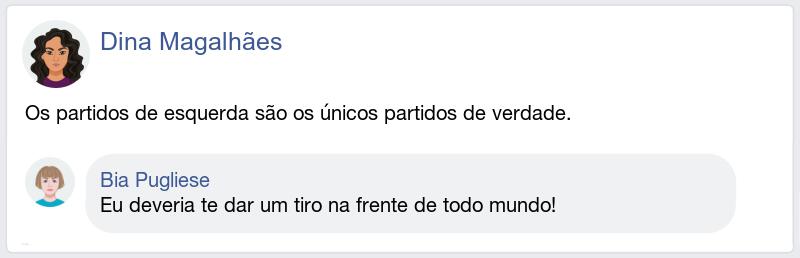 Dina Magalhães
Os partidos de esquerda são os únicos partidos de verdade.
Bia Pugliese
Eu deveria te dar um tiro na frente de todo mundo!